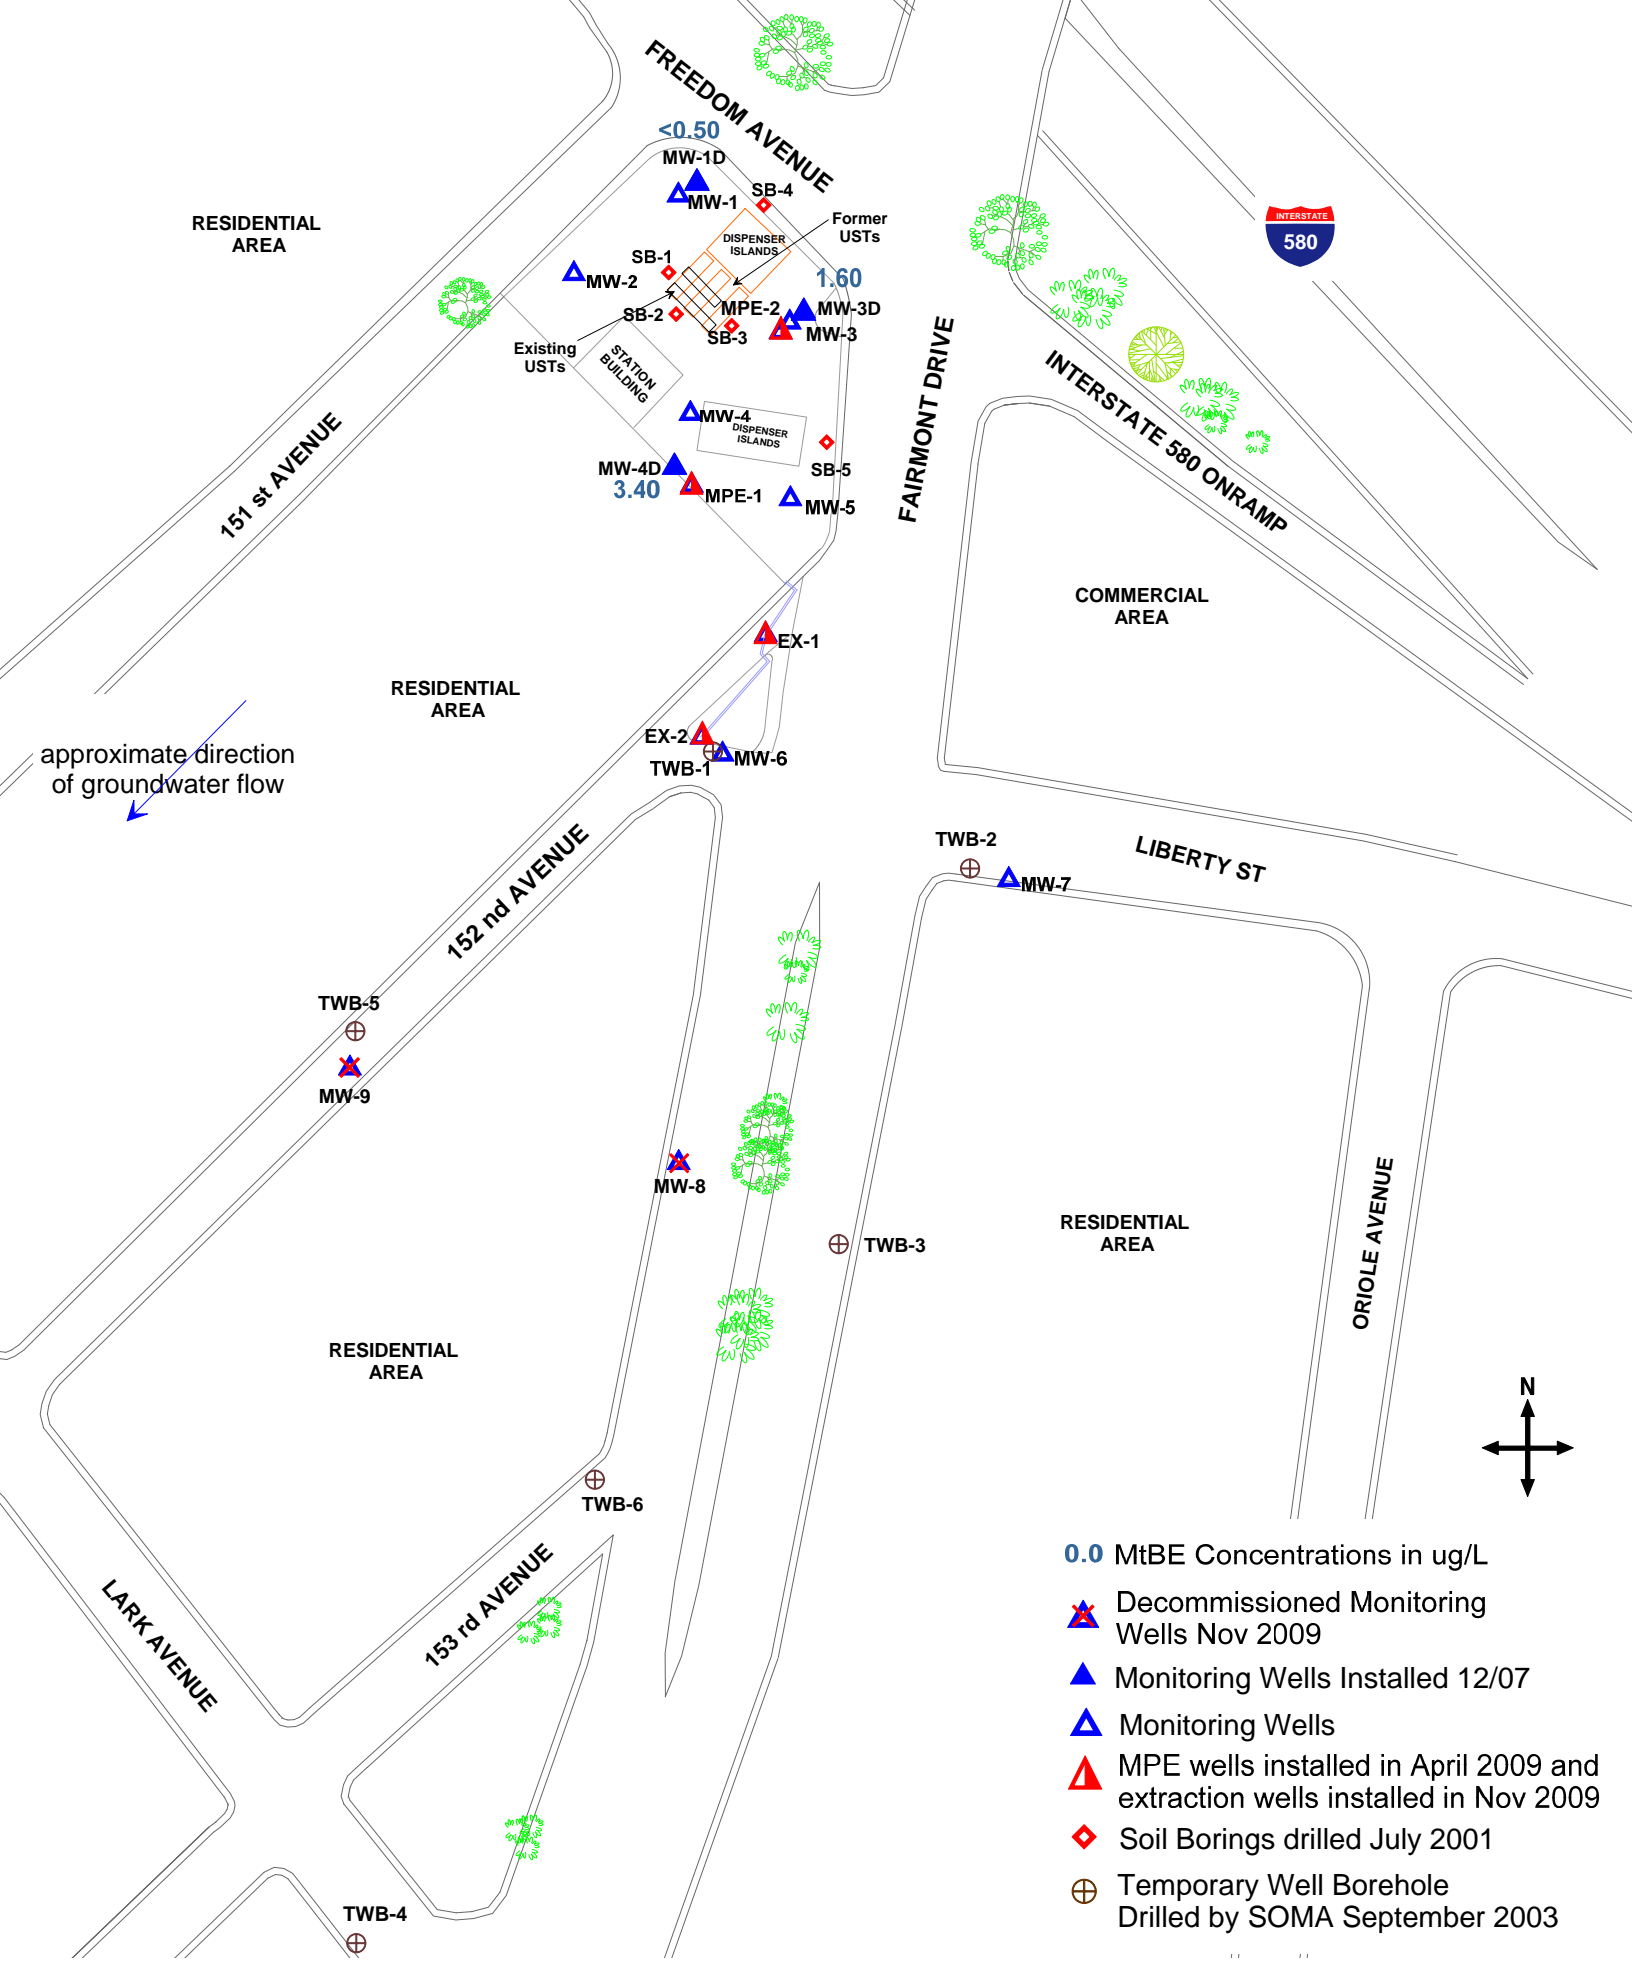 FREEDOM AVENUE
<0.50
MW-1D
MW-1
SB-4
Former
USTs
DISPENSER
ISLANDS
RESIDENTIAL
AREA
INTERSTATE
580
SB-1
MW-2
1.60
MPE-2
MW-3D
SB-2
SB-3
MW-3
Existing
USTs
STATION
BUILDING
MW-4
DISPENSER
ISLANDS
SB-5
MW-4D
3.40
MPE-1
MW-5
151 st AVENUE
FAIRMONT DRIVE
INTERSTATE 580 ONRAMP
COMMERCIAL
AREA
EX-1
RESIDENTIAL
AREA
EX-2
TWB-1
MW-6
approximate direction
of groundwater flow
152 nd AVENUE
TWB-2
MW-7
LIBERTY ST
TWB-5
MW-9
MW-8
TWB-3
RESIDENTIAL
AREA
ORIOLE AVENUE
RESIDENTIAL
AREA
N
TWB-6
153 rd AVENUE
LARK AVENUE
TWB-4
0.0 MtBE Concentrations in ug/L
Decommissioned Monitoring
Wells Nov 2009
Monitoring Wells Installed 12/07
Monitoring Wells
MPE wells installed in April 2009 and
extraction wells installed in Nov 2009
Soil Borings drilled July 2001
Temporary Well Borehole
Drilled by SOMA September 2003